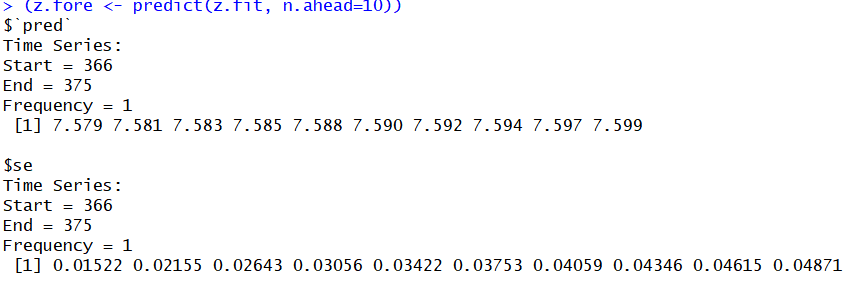 > (z.fore <- predict(z.fit, n.ahead=10))
$`pred`
Time Series:
Start = 366
End = 375
Frequency = 1
 [1] 7.579 7.581 7.583 7.585 7.588 7.590 7.592 7.594 7.597 7.599

$se
Time Series:
Start = 366
End = 375
Frequency = 1
 [1] 0.01522 0.02155 0.02643 0.03056 0.03422 0.03753 0.04059 0.04346 0.04615 0.04871